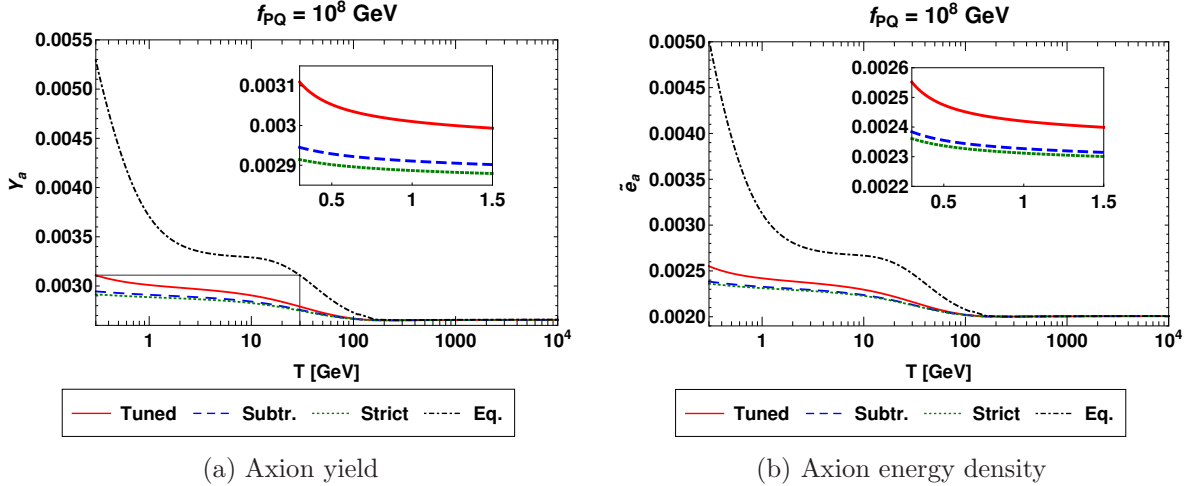 f_PQ = 10^8 GeV
0.0055
0.0050
0.0045
0.0040
0.0035
0.0030
Y_a
0.0031
0.003
0.0029
0.5 1 1.5
1 10 100 1000 10^4
T [GeV]
Tuned Subtr. Strict Eq.
(a) Axion yield
f_PQ = 10^8 GeV
0.0050
0.0045
0.0040
0.0035
0.0030
0.0025
0.0020
ẽ_a
0.0026
0.0025
0.0024
0.0023
0.0022
0.5 1 1.5
1 10 100 1000 10^4
T [GeV]
Tuned Subtr. Strict Eq.
(b) Axion energy density